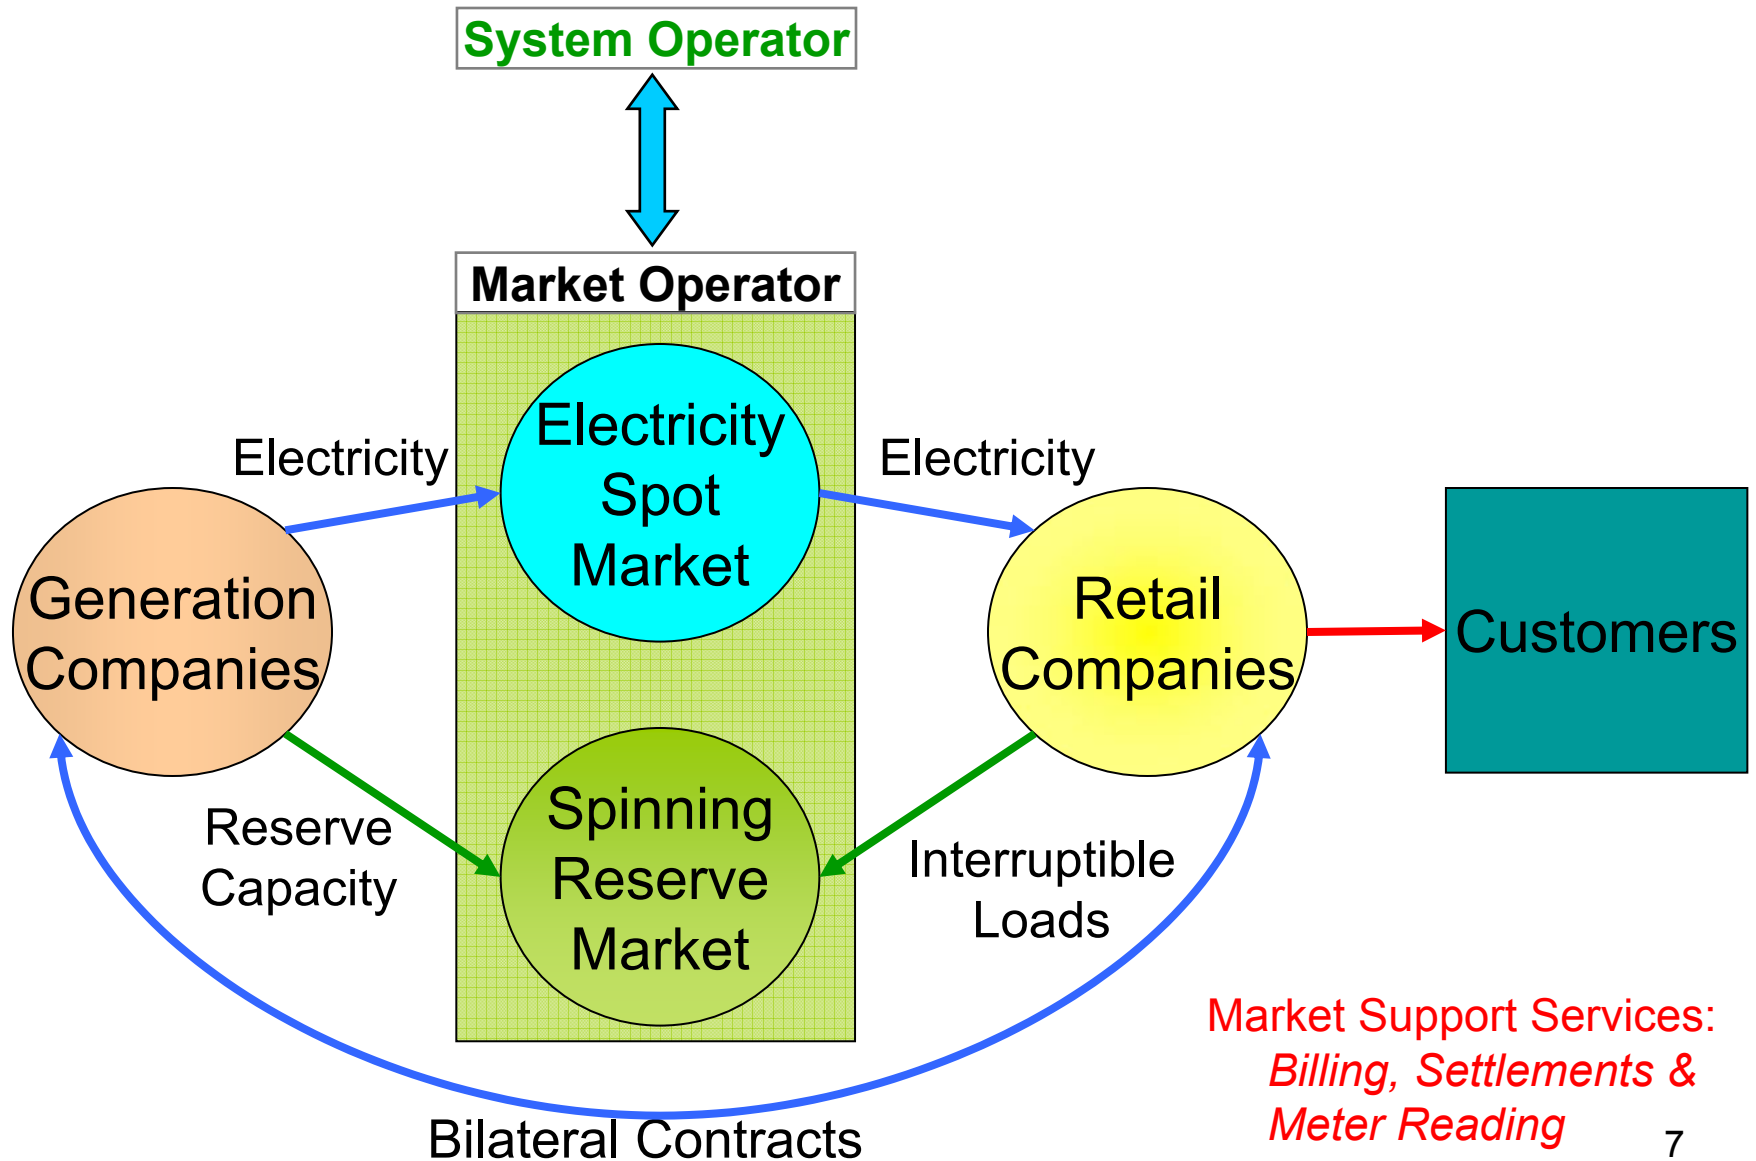 System Operator
Market Operator
Electricity
Spot
Market
Electricity
Electricity
Generation
Companies
Retail
Companies
Customers
Spinning
Reserve
Market
Reserve
Capacity
Interruptible
Loads
Bilateral Contracts
Market Support Services:
Billing, Settlements &
Meter Reading
7